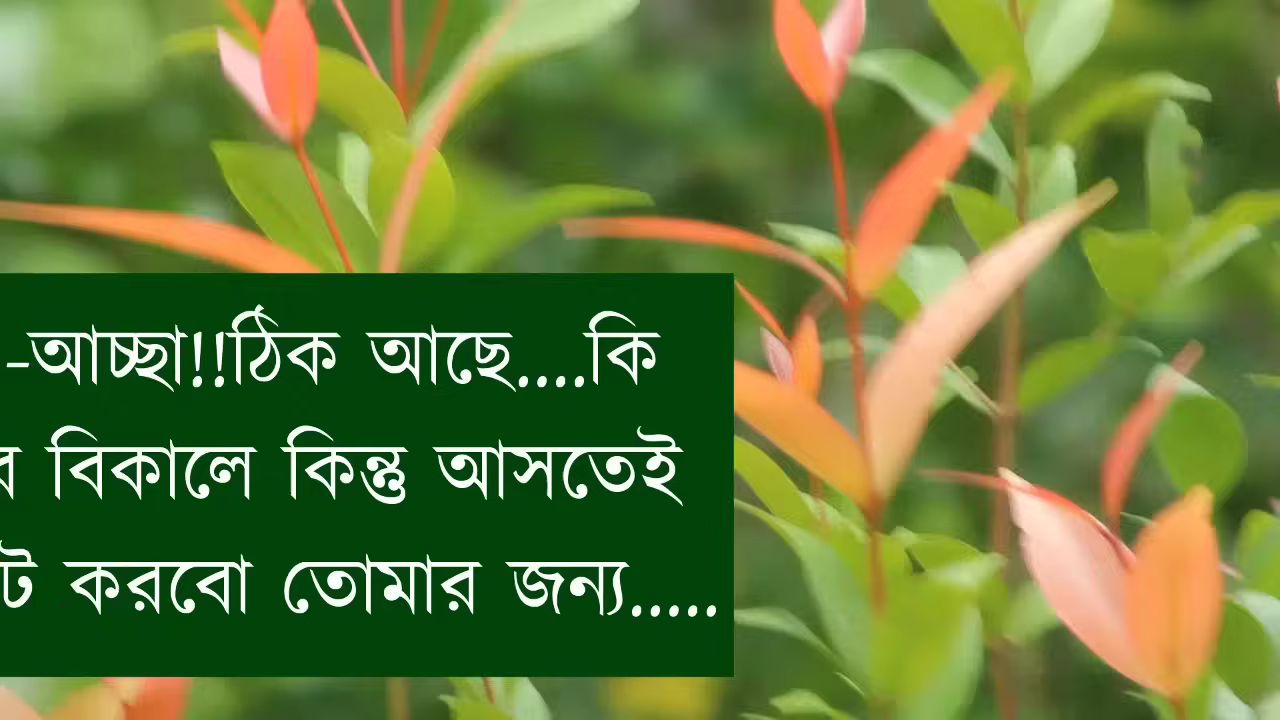 -আচ্ছা!!ঠিক আছে....কি
বিকালে কিন্তু আসতেই
করবো তোমার জন্য.....